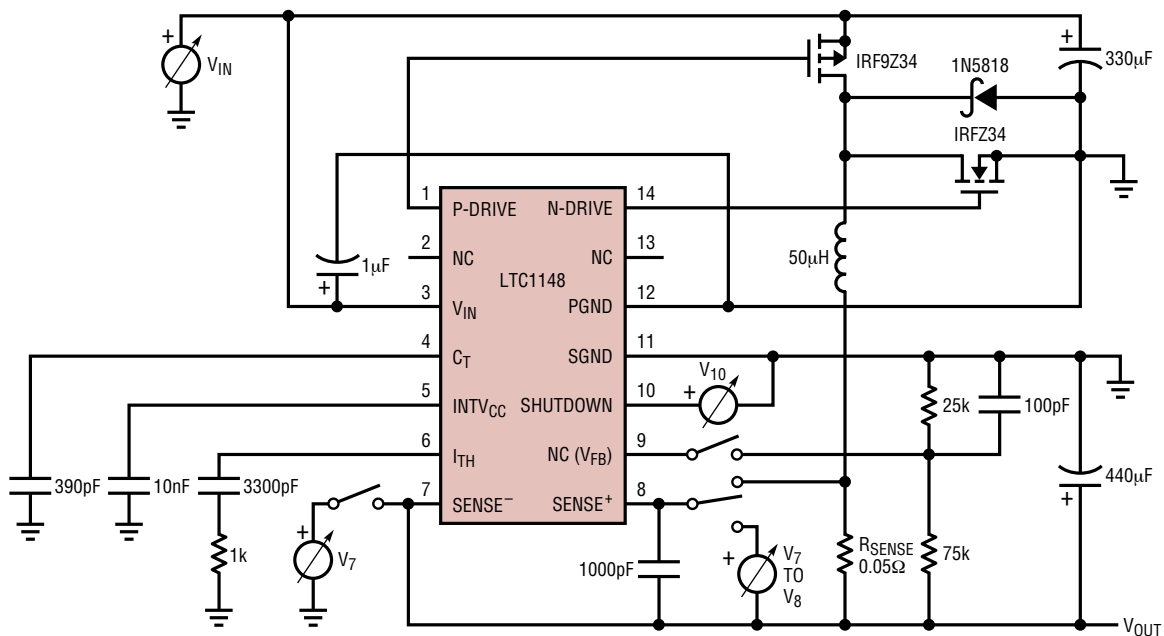 +
V_IN
IRF9Z34
1N5818
+
330µF
IRFZ34
1µF
+
50µH
LTC1148
1 P-DRIVE N-DRIVE 14
2 NC NC 13
3 V_IN PGND 12
4 C_T SGND 11
5 INTV_CC SHUTDOWN 10
6 I_TH NC (V_FB) 9
7 SENSE⁻ SENSE⁺ 8
V_10
+
25k
100pF
390pF
10nF
3300pF
1k
+
V_7
1000pF
+
V_7
TO
V_8
R_SENSE
0.05Ω
75k
440µF
+
V_OUT